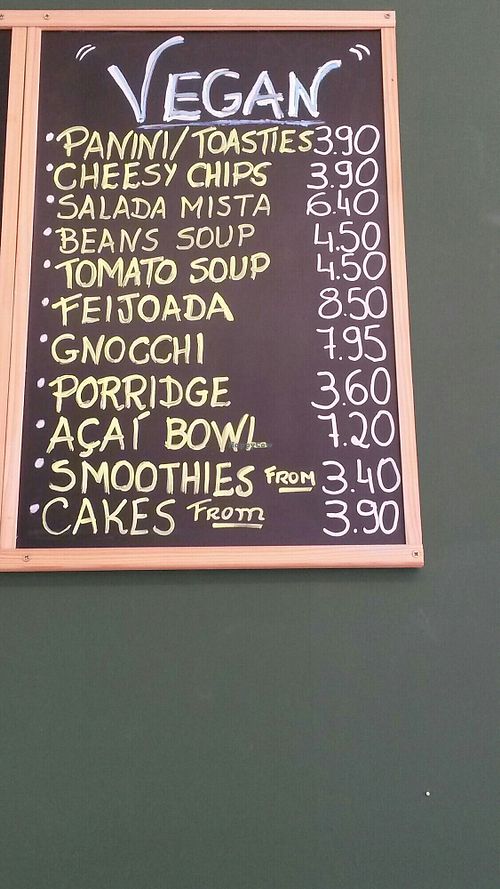 " VEGAN "
• PANINI/TOASTIES 3.90
• CHEESY CHIPS 3.90
• SALADA MISTA 6.40
• BEANS SOUP 4.50
• TOMATO SOUP 4.50
• FEIJOADA 8.50
• GNOCCHI 7.95
• PORRIDGE 3.60
• AÇAÍ BOWL 7.20
• SMOOTHIES FROM 3.40
• CAKES FROM 3.90